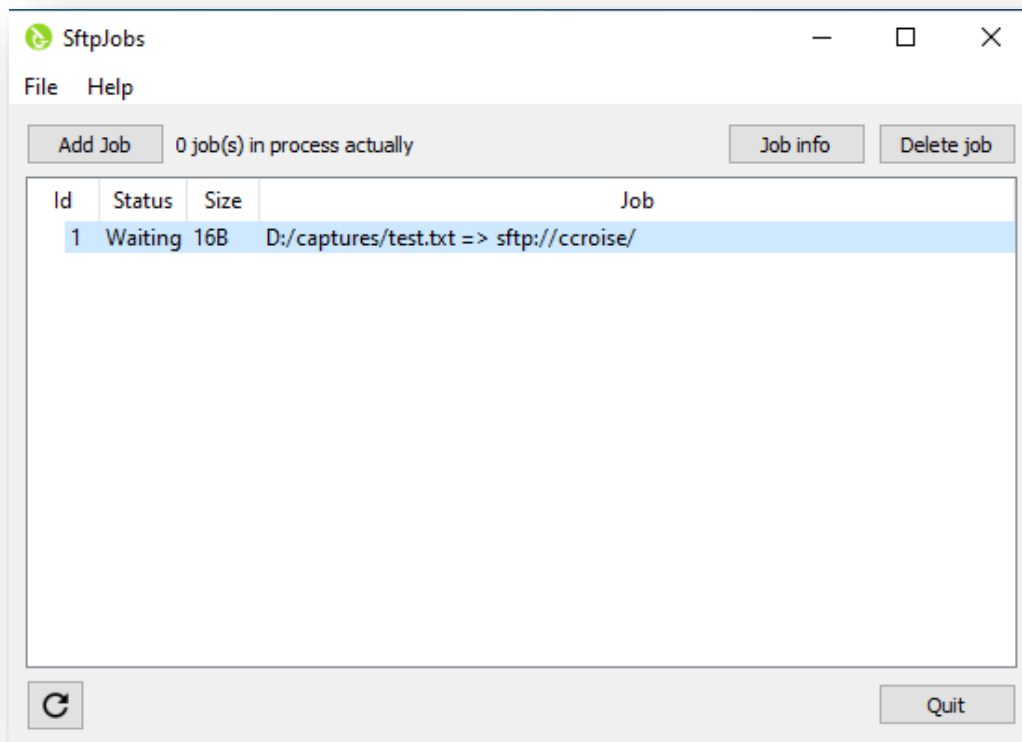 SftpJobs
File Help
Add Job 0 job(s) in process actually Job info Delete job
Id Status Size Job
1 Waiting 16B D:/captures/test.txt => sftp://ccroise/
Quit